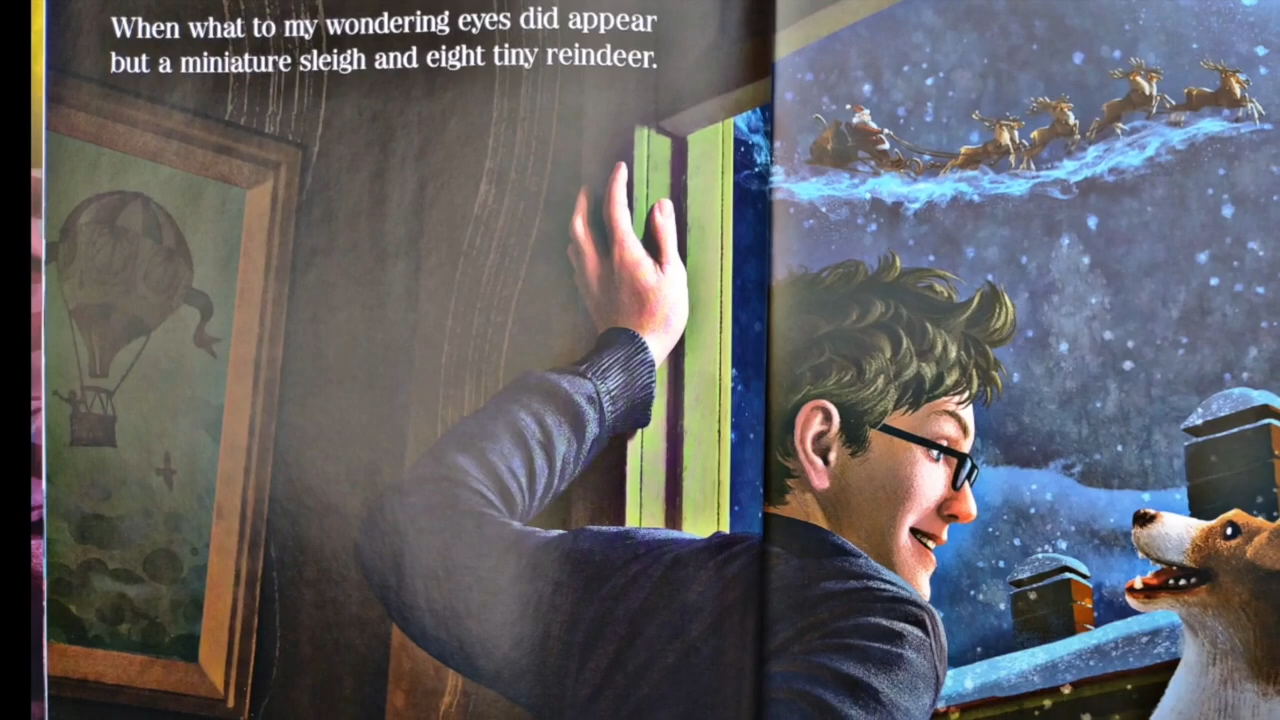 When what to my wondering eyes did appear
but a miniature sleigh and eight tiny reindeer.